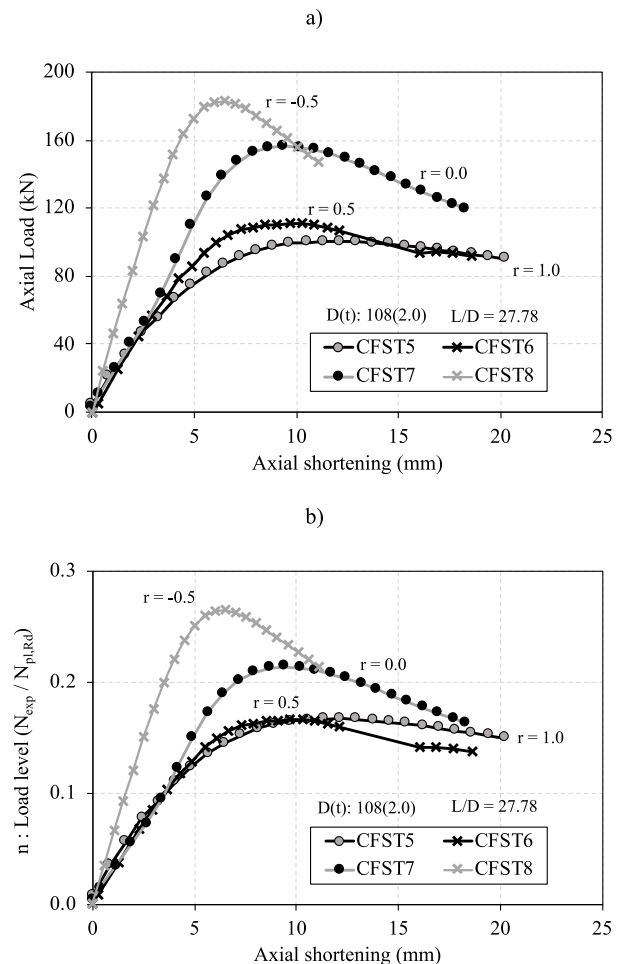 a)
200
160
120
80
40
0
Axial Load (kN)
r = -0.5
r = 0.0
r = 0.5
r = 1.0
D(t): 108(2.0) L/D = 27.78
CFST5 CFST6
CFST7 CFST8
0 5 10 15 20 25
Axial shortening (mm)
b)
0.3
0.2
0.1
0.0
n : Load level (N_exp / N_pl,Rd)
r = -0.5
r = 0.0
r = 0.5
r = 1.0
D(t): 108(2.0) L/D = 27.78
CFST5 CFST6
CFST7 CFST8
0 5 10 15 20 25
Axial shortening (mm)